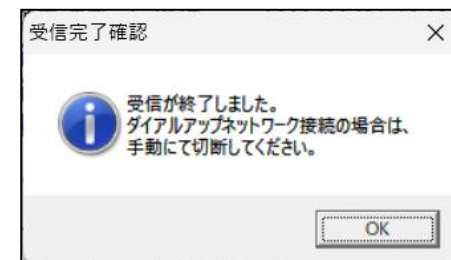 受信完了確認
受信が終了しました。
ダイアルアップネットワーク接続の場合は、
手動にて切断してください。
OK